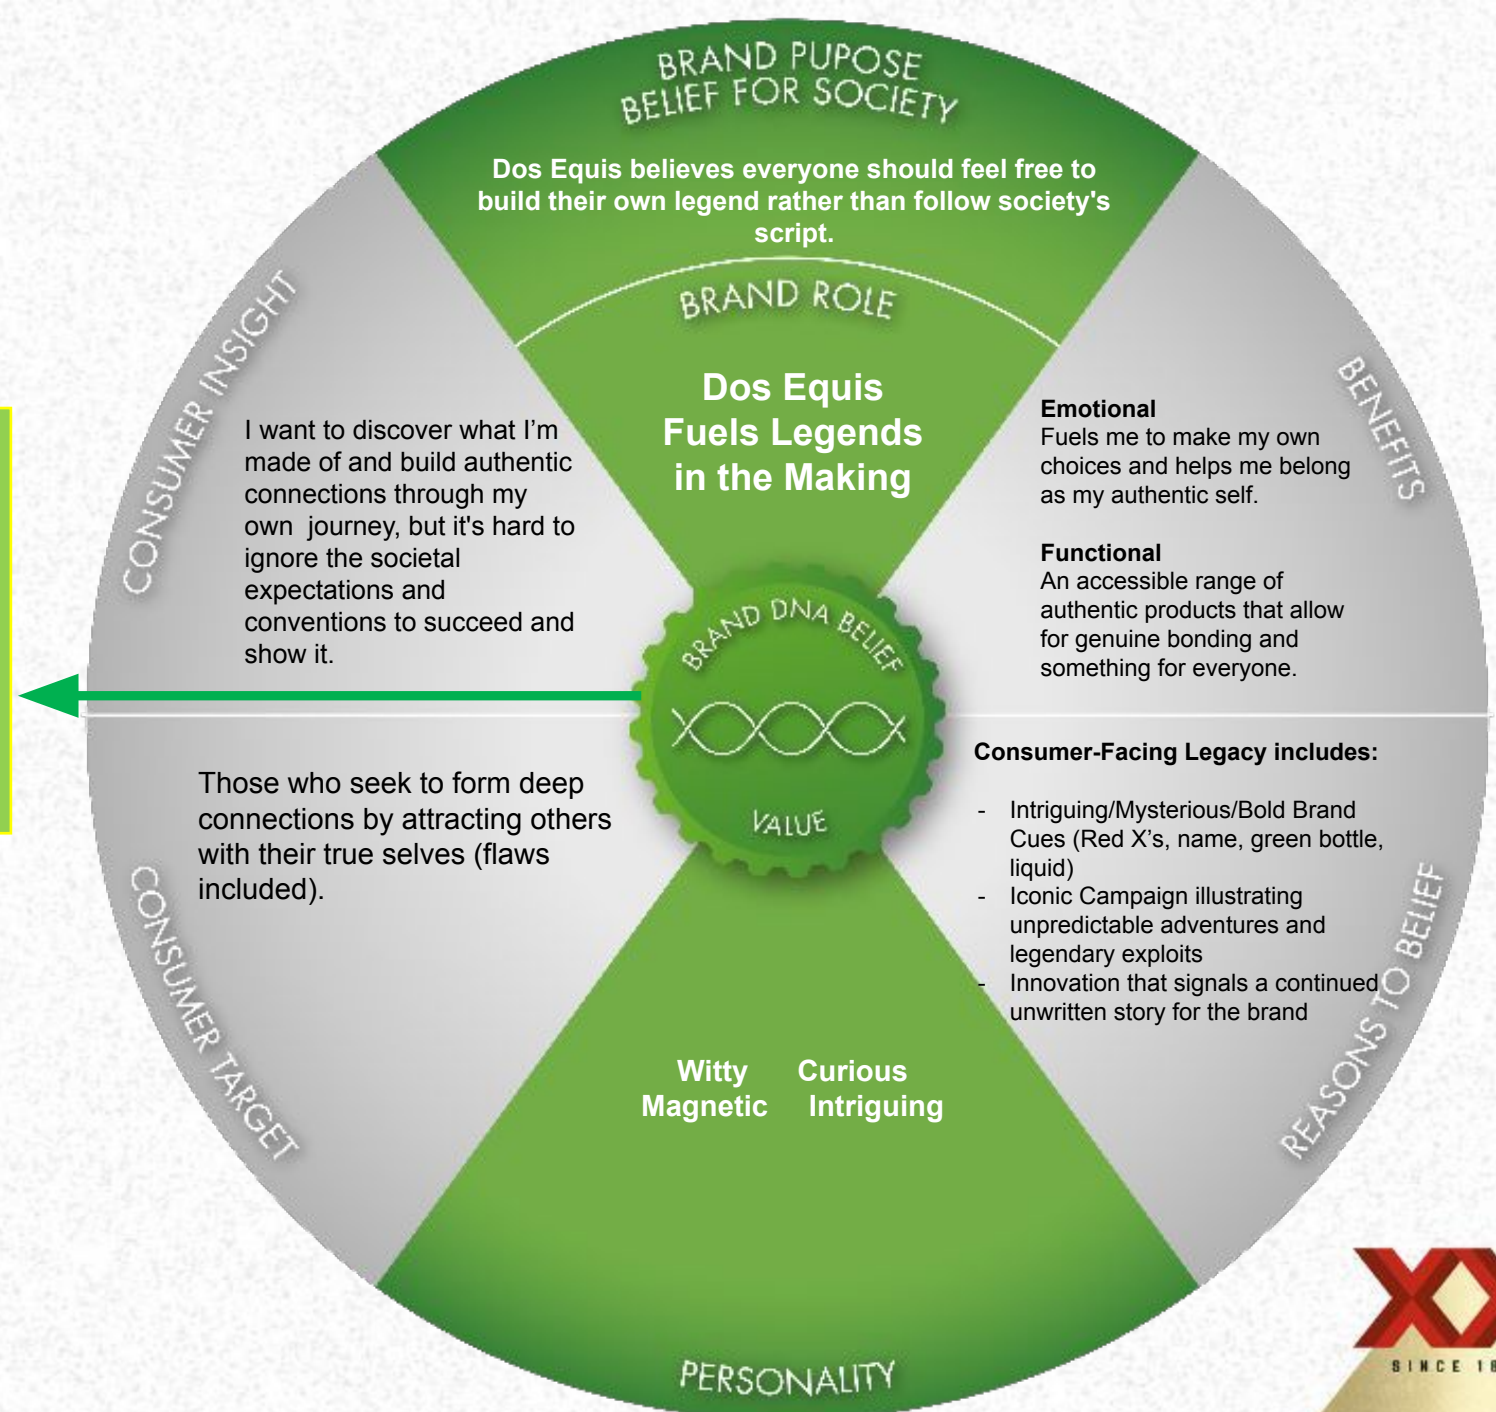 BRAND PUPOSE
BELIEF FOR SOCIETY
Dos Equis believes everyone should feel free to
build their own legend rather than follow society's
script.
BRAND ROLE
Dos Equis
Fuels Legends
in the Making
CONSUMER INSIGHT
I want to discover what I’m
made of and build authentic
connections through my
own  journey, but it's hard to
ignore the societal
expectations and
conventions to succeed and
show it.
BENEFITS
Emotional
Fuels me to make my own
choices and helps me belong
as my authentic self.
Functional
An accessible range of
authentic products that allow
for genuine bonding and
something for everyone.
BRAND DNA BELIEF
VALUE
CONSUMER TARGET
Those who seek to form deep
connections by attracting others
with their true selves (flaws
included).
Consumer-Facing Legacy includes:
- Intriguing/Mysterious/Bold Brand
Cues (Red X’s, name, green bottle,
liquid)
- Iconic Campaign illustrating
unpredictable adventures and
legendary exploits
- Innovation that signals a continued
unwritten story for the brand
REASONS TO BELIEF
Witty Curious
Magnetic Intriguing
PERSONALITY
XX
SINCE 18